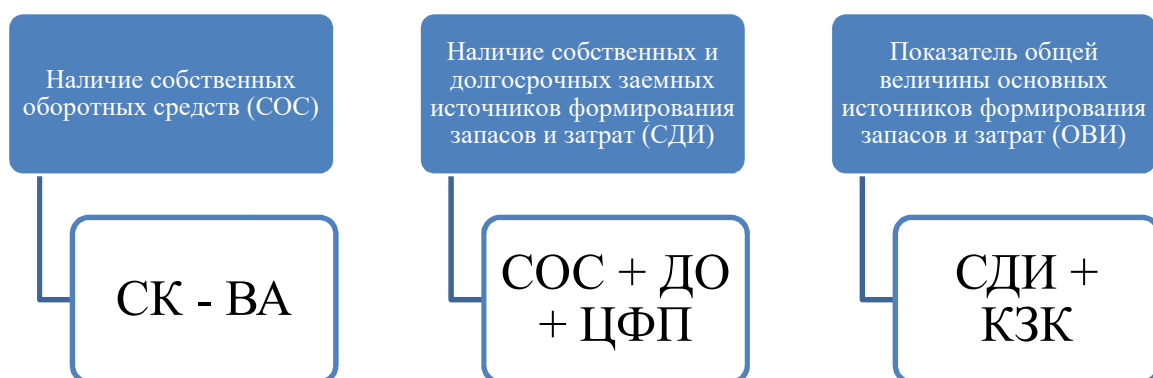 Наличие собственных
оборотных средств (СОС)
СК - ВА
Наличие собственных и
долгосрочных заемных
источников формирования
запасов и затрат (СДИ)
СОС + ДО
+ ЦФП
Показатель общей
величины основных
источников формирования
запасов и затрат (ОВИ)
СДИ +
КЗК